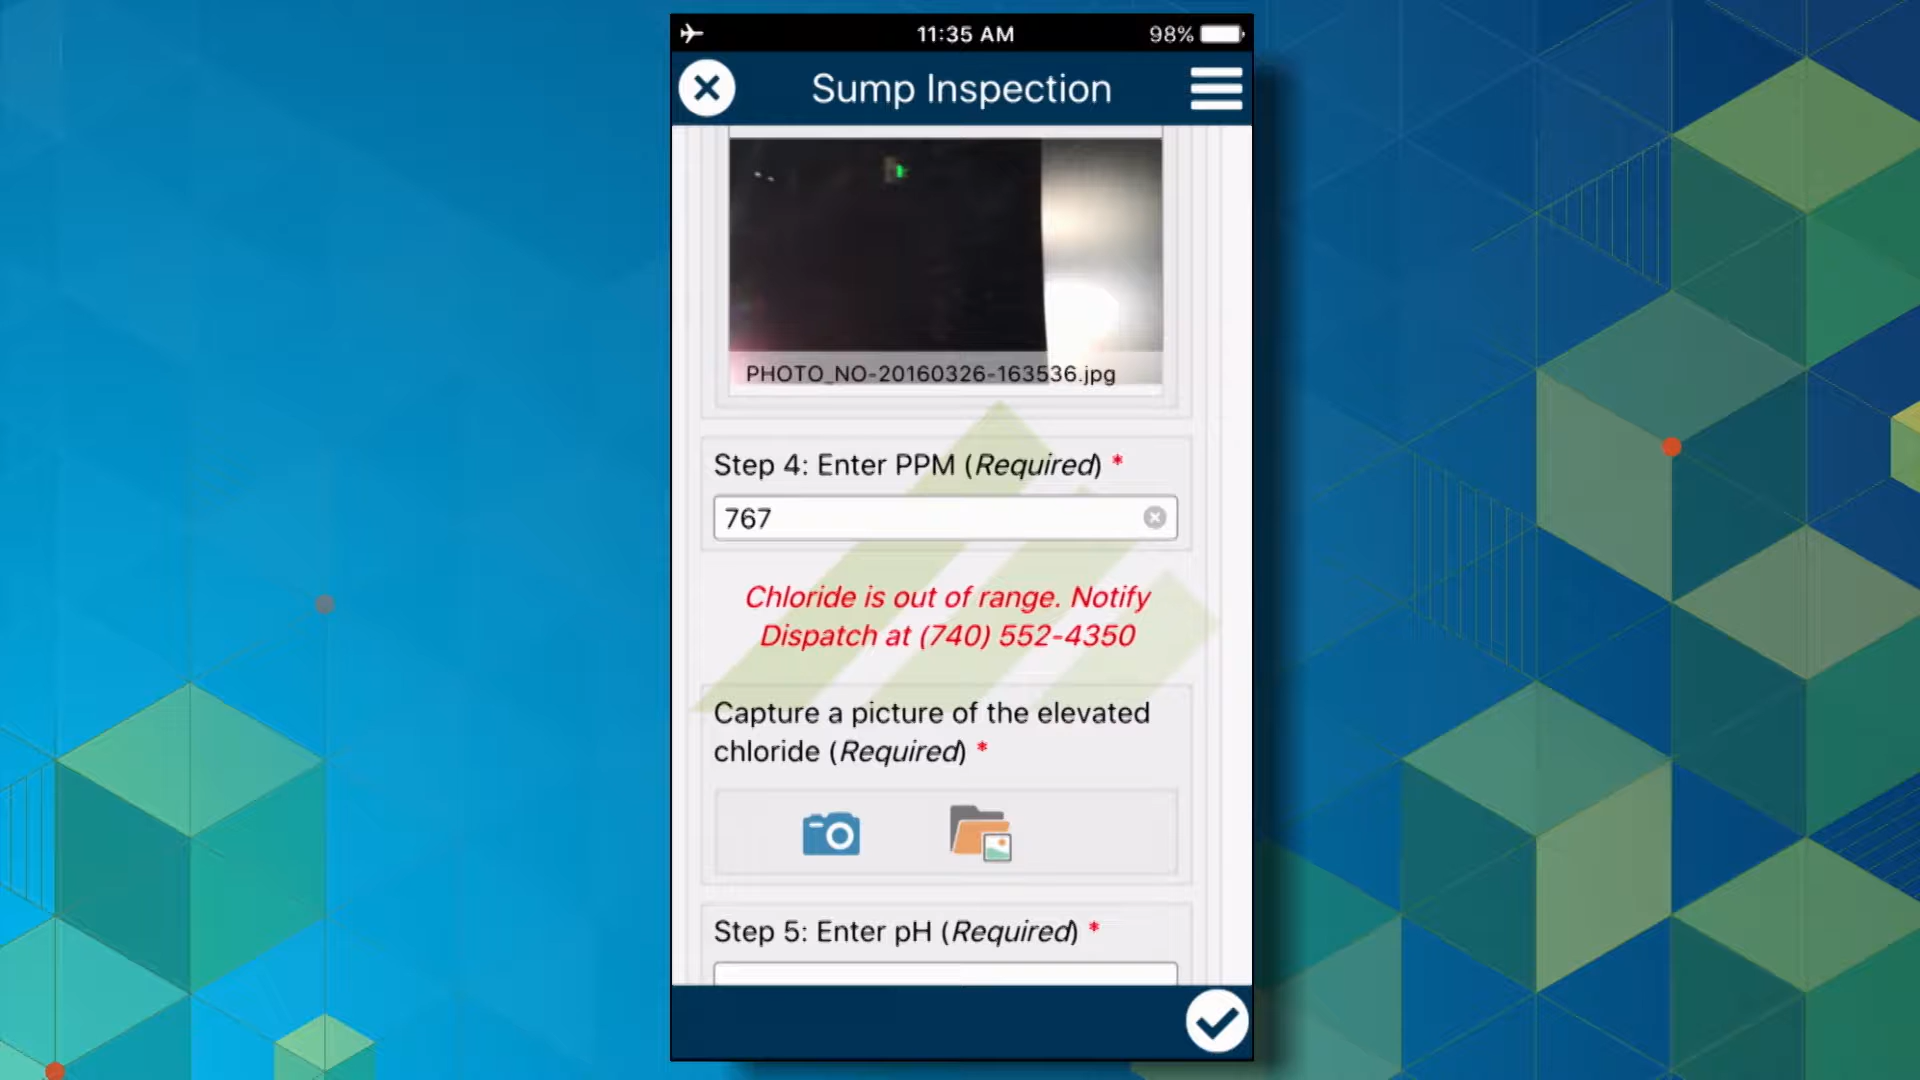 11:35 AM
98%
Sump Inspection
PHOTO_NO-20160326-163536.jpg
Step 4: Enter PPM (Required) *
767
Chloride is out of range. Notify
Dispatch at (740) 552-4350
Capture a picture of the elevated
chloride (Required) *
Step 5: Enter pH (Required) *